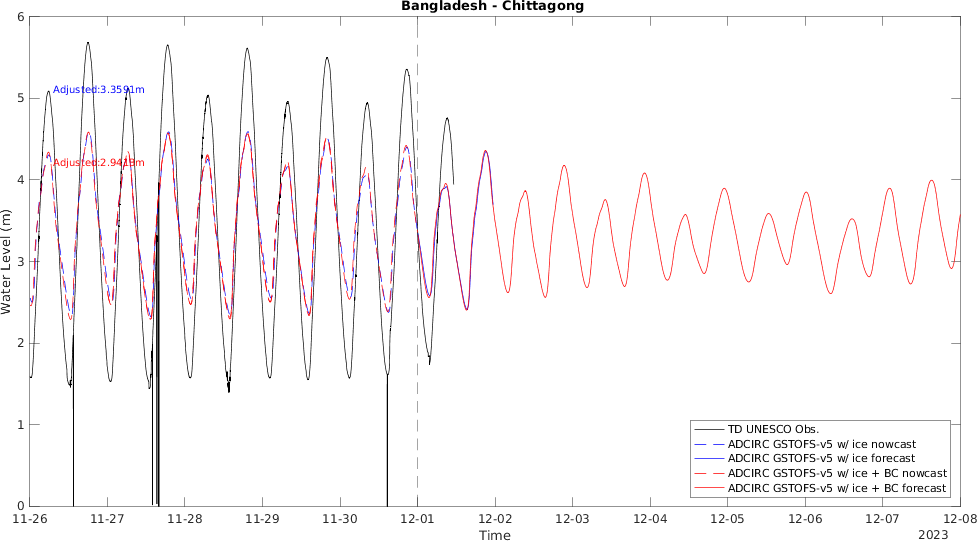 Bangladesh - Chittagong
6
5
4
3
2
1
0
Water Level (m)
Adjusted:3.3591m
Adjusted:2.9419m
11-26
11-27
11-28
11-29
11-30
12-01
12-02
12-03
12-04
12-05
12-06
12-07
12-08
Time
2023
TD UNESCO Obs.
ADCIRC GSTOFS-v5 w/ ice nowcast
ADCIRC GSTOFS-v5 w/ ice forecast
ADCIRC GSTOFS-v5 w/ ice + BC nowcast
ADCIRC GSTOFS-v5 w/ ice + BC forecast